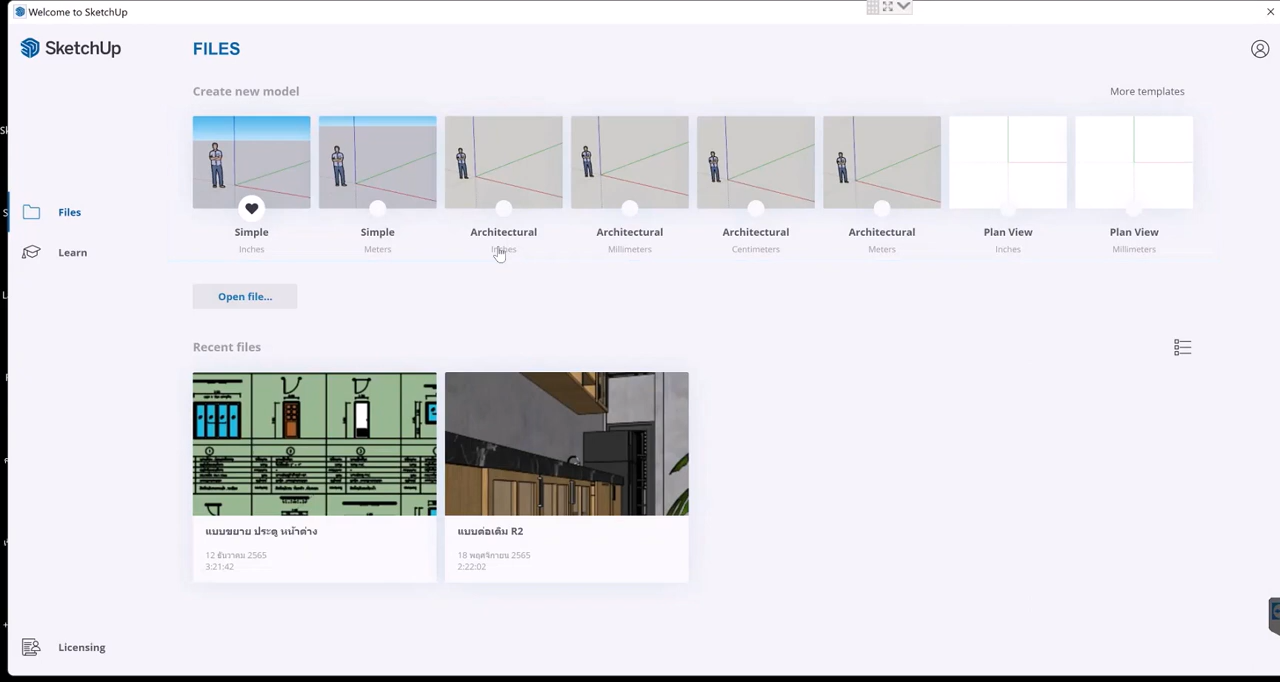 Welcome to SketchUp
SketchUp
FILES
Create new model
More templates
Simple
Inches
Simple
Meters
Architectural
Inches
Architectural
Millimeters
Architectural
Centimeters
Architectural
Meters
Plan View
Inches
Plan View
Millimeters
Files
Learn
Open file...
Recent files
แบบขยาย ประตู หน้าต่าง
12 ธันวาคม 2565
3:21:42
แบบต่อเติม R2
18 พฤศจิกายน 2565
2:22:02
Licensing